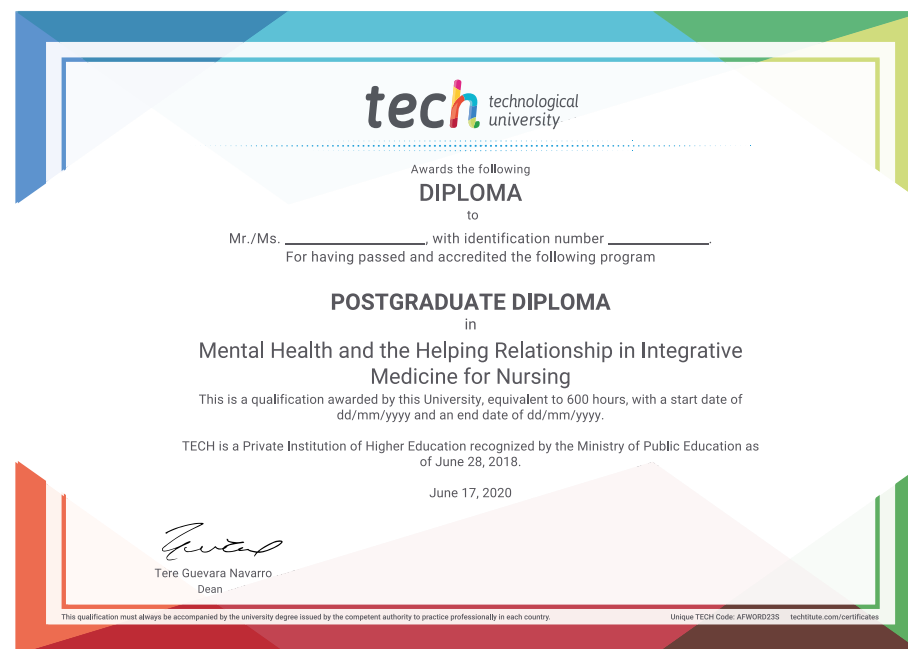 tech technological
university
Awards the following
DIPLOMA
to
Mr./Ms. ____________________, with identification number ______________.
For having passed and accredited the following program
POSTGRADUATE DIPLOMA
in
Mental Health and the Helping Relationship in Integrative
Medicine for Nursing
This is a qualification awarded by this University, equivalent to 600 hours, with a start date of
dd/mm/yyyy and an end date of dd/mm/yyyy.
TECH is a Private Institution of Higher Education recognized by the Ministry of Public Education as
of June 28, 2018.
June 17, 2020
Tere Guevara Navarro
Dean
This qualification must always be accompanied by the university degree issued by the competent authority to practice professionally in each country.
Unique TECH Code: AFWORD23S techtitute.com/certificates